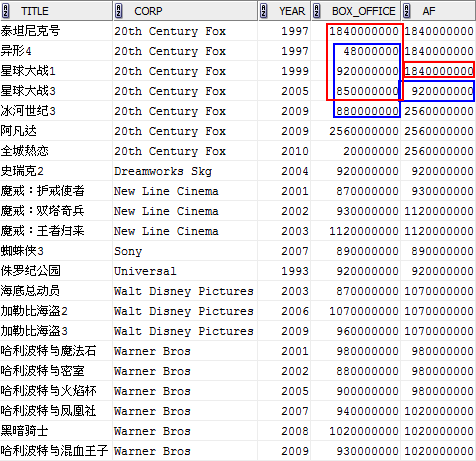 TITLE CORP YEAR BOX_OFFICE AF
泰坦尼克号 20th Century Fox 1997 1840000000 1840000000
异形4 20th Century Fox 1997 48000000 1840000000
星球大战1 20th Century Fox 1999 920000000 1840000000
星球大战3 20th Century Fox 2005 850000000 920000000
冰河世纪3 20th Century Fox 2009 880000000 2560000000
阿凡达 20th Century Fox 2009 2560000000 2560000000
全城热恋 20th Century Fox 2010 20000000 2560000000
史瑞克2 Dreamworks Skg 2004 920000000 920000000
魔戒：护戒使者 New Line Cinema 2001 870000000 930000000
魔戒：双塔奇兵 New Line Cinema 2002 930000000 1120000000
魔戒：王者归来 New Line Cinema 2003 1120000000 1120000000
蜘蛛侠3 Sony 2007 890000000 890000000
侏罗纪公园 Universal 1993 920000000 920000000
海底总动员 Walt Disney Pictures 2003 870000000 1070000000
加勒比海盗2 Walt Disney Pictures 2006 1070000000 1070000000
加勒比海盗3 Walt Disney Pictures 2009 960000000 1070000000
哈利波特与魔法石 Warner Bros 2001 980000000 980000000
哈利波特与密室 Warner Bros 2002 880000000 980000000
哈利波特与火焰杯 Warner Bros 2005 900000000 980000000
哈利波特与凤凰社 Warner Bros 2007 940000000 1020000000
黑暗骑士 Warner Bros 2008 1020000000 1020000000
哈利波特与混血王子 Warner Bros 2009 930000000 1020000000